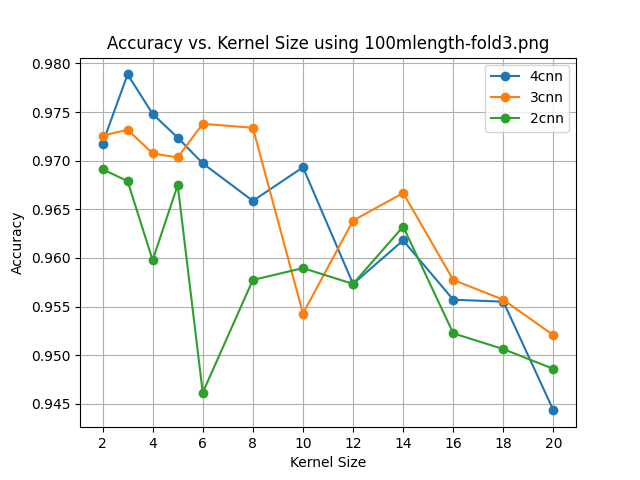 Accuracy vs. Kernel Size using 100mlength-fold3.png
4cnn
3cnn
2cnn
Accuracy
0.980
0.975
0.970
0.965
0.960
0.955
0.950
0.945
2 4 6 8 10 12 14 16 18 20
Kernel Size